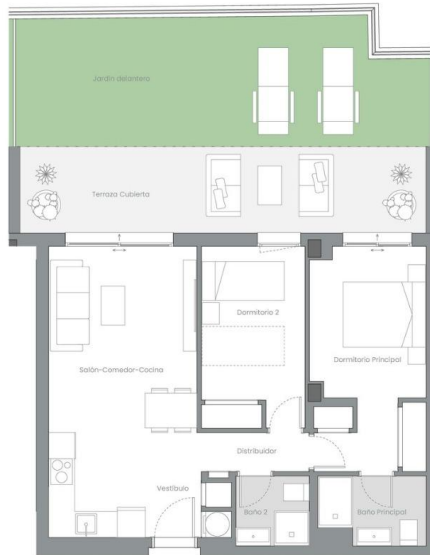 Jardín delantero
Terraza Cubierta
Dormitorio 2
Dormitorio Principal
Salón-Comedor-Cocina
Distribuidor
Vestíbulo
Baño 2
Baño Principal